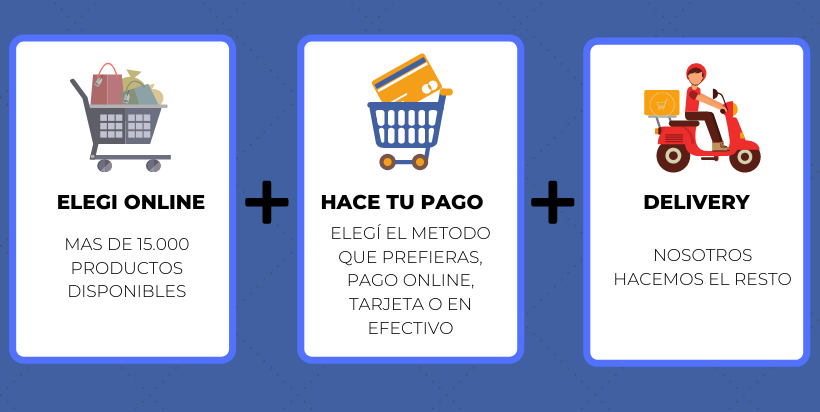 ELEGI ONLINE
MAS DE 15.000
PRODUCTOS
DISPONIBLES
HACE TU PAGO
ELEGÍ EL METODO
QUE PREFIERAS,
PAGO ONLINE,
TARJETA O EN
EFECTIVO
DELIVERY
NOSOTROS
HACEMOS EL RESTO